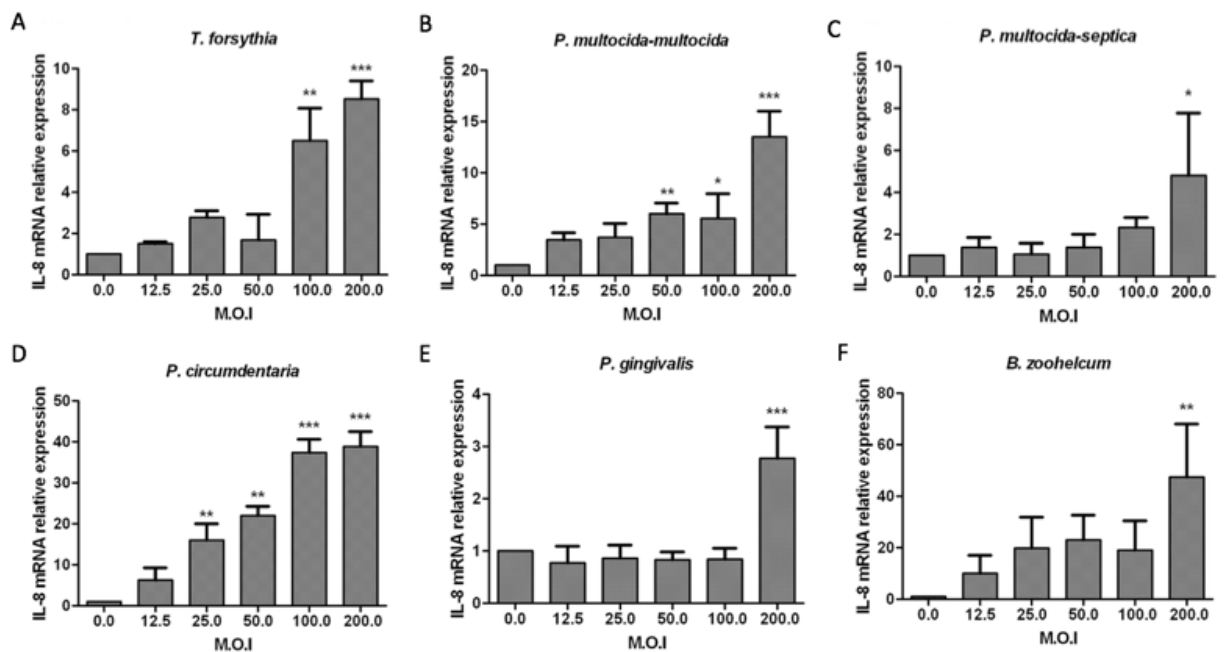 A
T. forsythia
IL-8 mRNA relative expression
10
8
6
4
2
0
**
***
0.0 12.5 25.0 50.0 100.0 200.0
M.O.I
B
P. multocida-multocida
IL-8 mRNA relative expression
20
15
10
5
0
**
*
***
0.0 12.5 25.0 50.0 100.0 200.0
M.O.I
C
P. multocida-septica
IL-8 mRNA relative expression
10
8
6
4
2
0
*
0.0 12.5 25.0 50.0 100.0 200.0
M.O.I
D
P. circumdentaria
IL-8 mRNA relative expression
50
40
30
20
10
0
**
**
***
***
0.0 12.5 25.0 50.0 100.0 200.0
M.O.I
E
P. gingivalis
IL-8 mRNA relative expression
4
3
2
1
0
***
0.0 12.5 25.0 50.0 100.0 200.0
M.O.I
F
B. zoohelcum
IL-8 mRNA relative expression
80
60
40
20
0
**
0.0 12.5 25.0 50.0 100.0 200.0
M.O.I